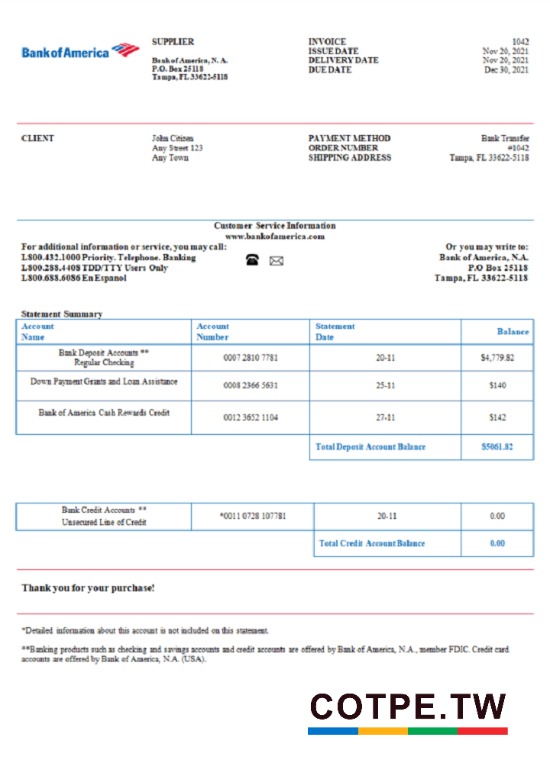 Bank of America
SUPPLIER
Bank of America, N. A.
P.O. Box 25118
Tampa, FL 33622-5118
INVOICE 1042
ISSUE DATE Nov 20, 2021
DELIVERY DATE Nov 20, 2021
DUE DATE Dec 30, 2021
CLIENT
John Citizen
Any Street 123
Any Town
PAYMENT METHOD Bank Transfer
ORDER NUMBER #1042
SHIPPING ADDRESS Tampa, FL 33622-5118
Customer Service Information
www.bankofamerica.com
For additional information or service, you may call:
1.800.432.1000 Priority. Telephone. Banking
1.800.288.4408 TDD/TTY Users Only
1.800.688.6086 En Espanol
Or you may write to:
Bank of America, N.A.
P.O Box 25118
Tampa, FL 33622-5118
Statement Summary
Account Name Account Number Statement Date Balance
Bank Deposit Accounts **
Regular Checking 0007 2810 7781 20-11 $4,779.82
Down Payment Grants and Loan Assistance 0008 2366 5631 25-11 $140
Bank of America Cash Rewards Credit 0012 3652 1104 27-11 $142
Total Deposit Account Balance $5061.82
Bank Credit Accounts **
Unsecured Line of Credit *0011 0728 107781 20-11 0.00
Total Credit Account Balance 0.00
Thank you for your purchase!
*Detailed information about this account is not included on this statement.
**Banking products such as checking and savings accounts and credit accounts are offered by Bank of America, N.A., member FDIC. Credit card
accounts are offered by Bank of America, N.A. (USA).
COTPE.TW